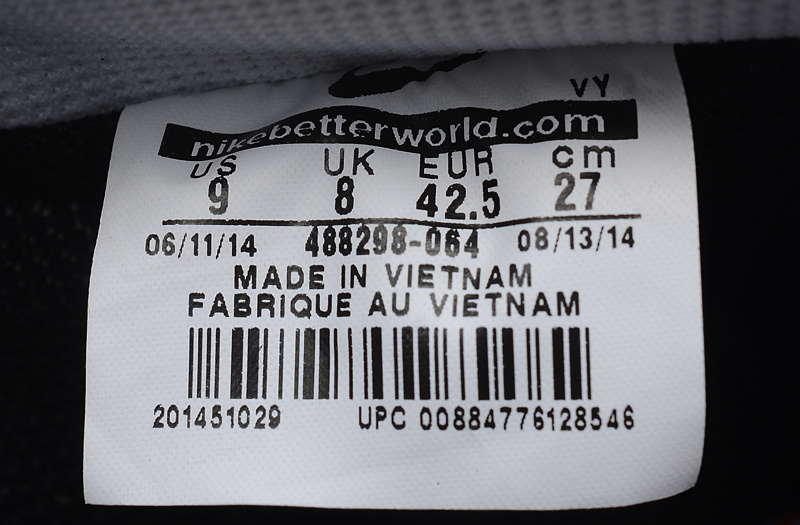 VY
nikebetterworld.com
US UK EUR cm
9 8 42.5 27
06/11/14 488298-064 08/13/14
MADE IN VIETNAM
FABRIQUE AU VIETNAM
201451029 UPC 00884776128546